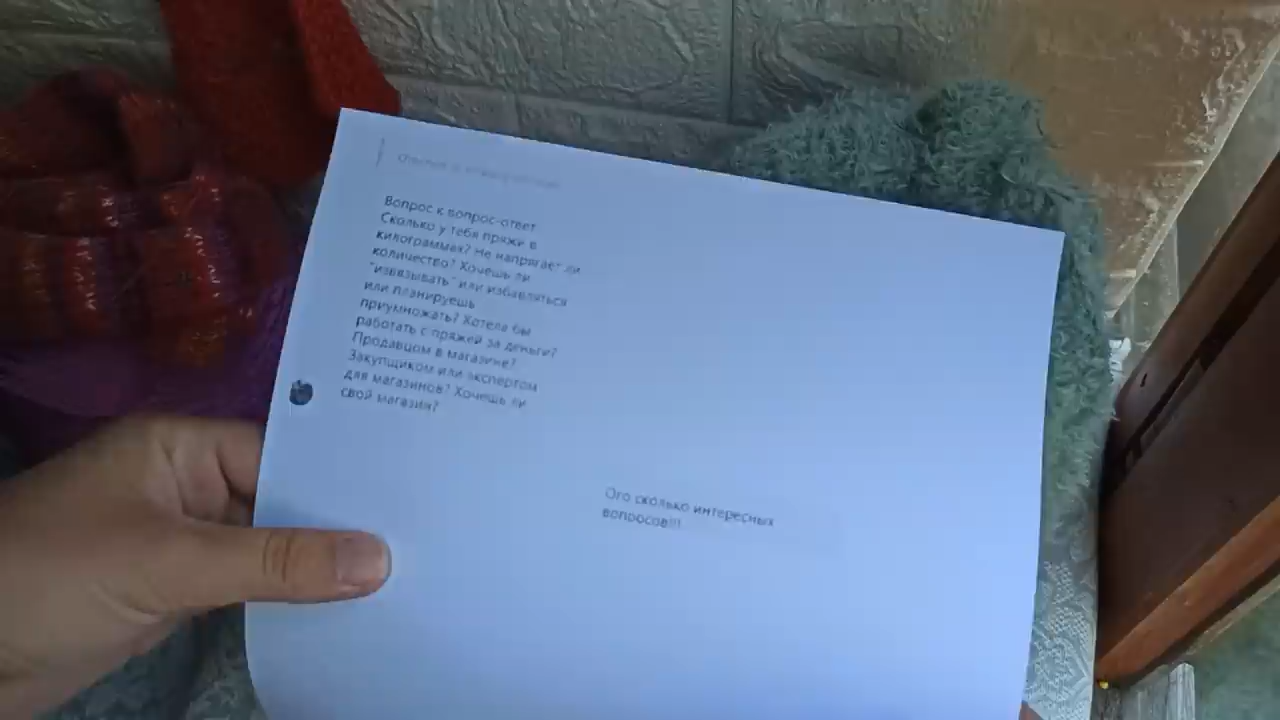 Вопрос к вопрос-ответ
Сколько у тебя пряжи в
килограммах? Не напрягает ли
количество? Хочешь ли
"извязывать" или избавляться
или планируешь
приумножать? Хотела бы
работать с пряжей за деньги?
Продавцом в магазине?
Закупщиком или экспертом
для магазинов? Хочешь ли
свой магазин?
Ого сколько интересных
вопросов!!!